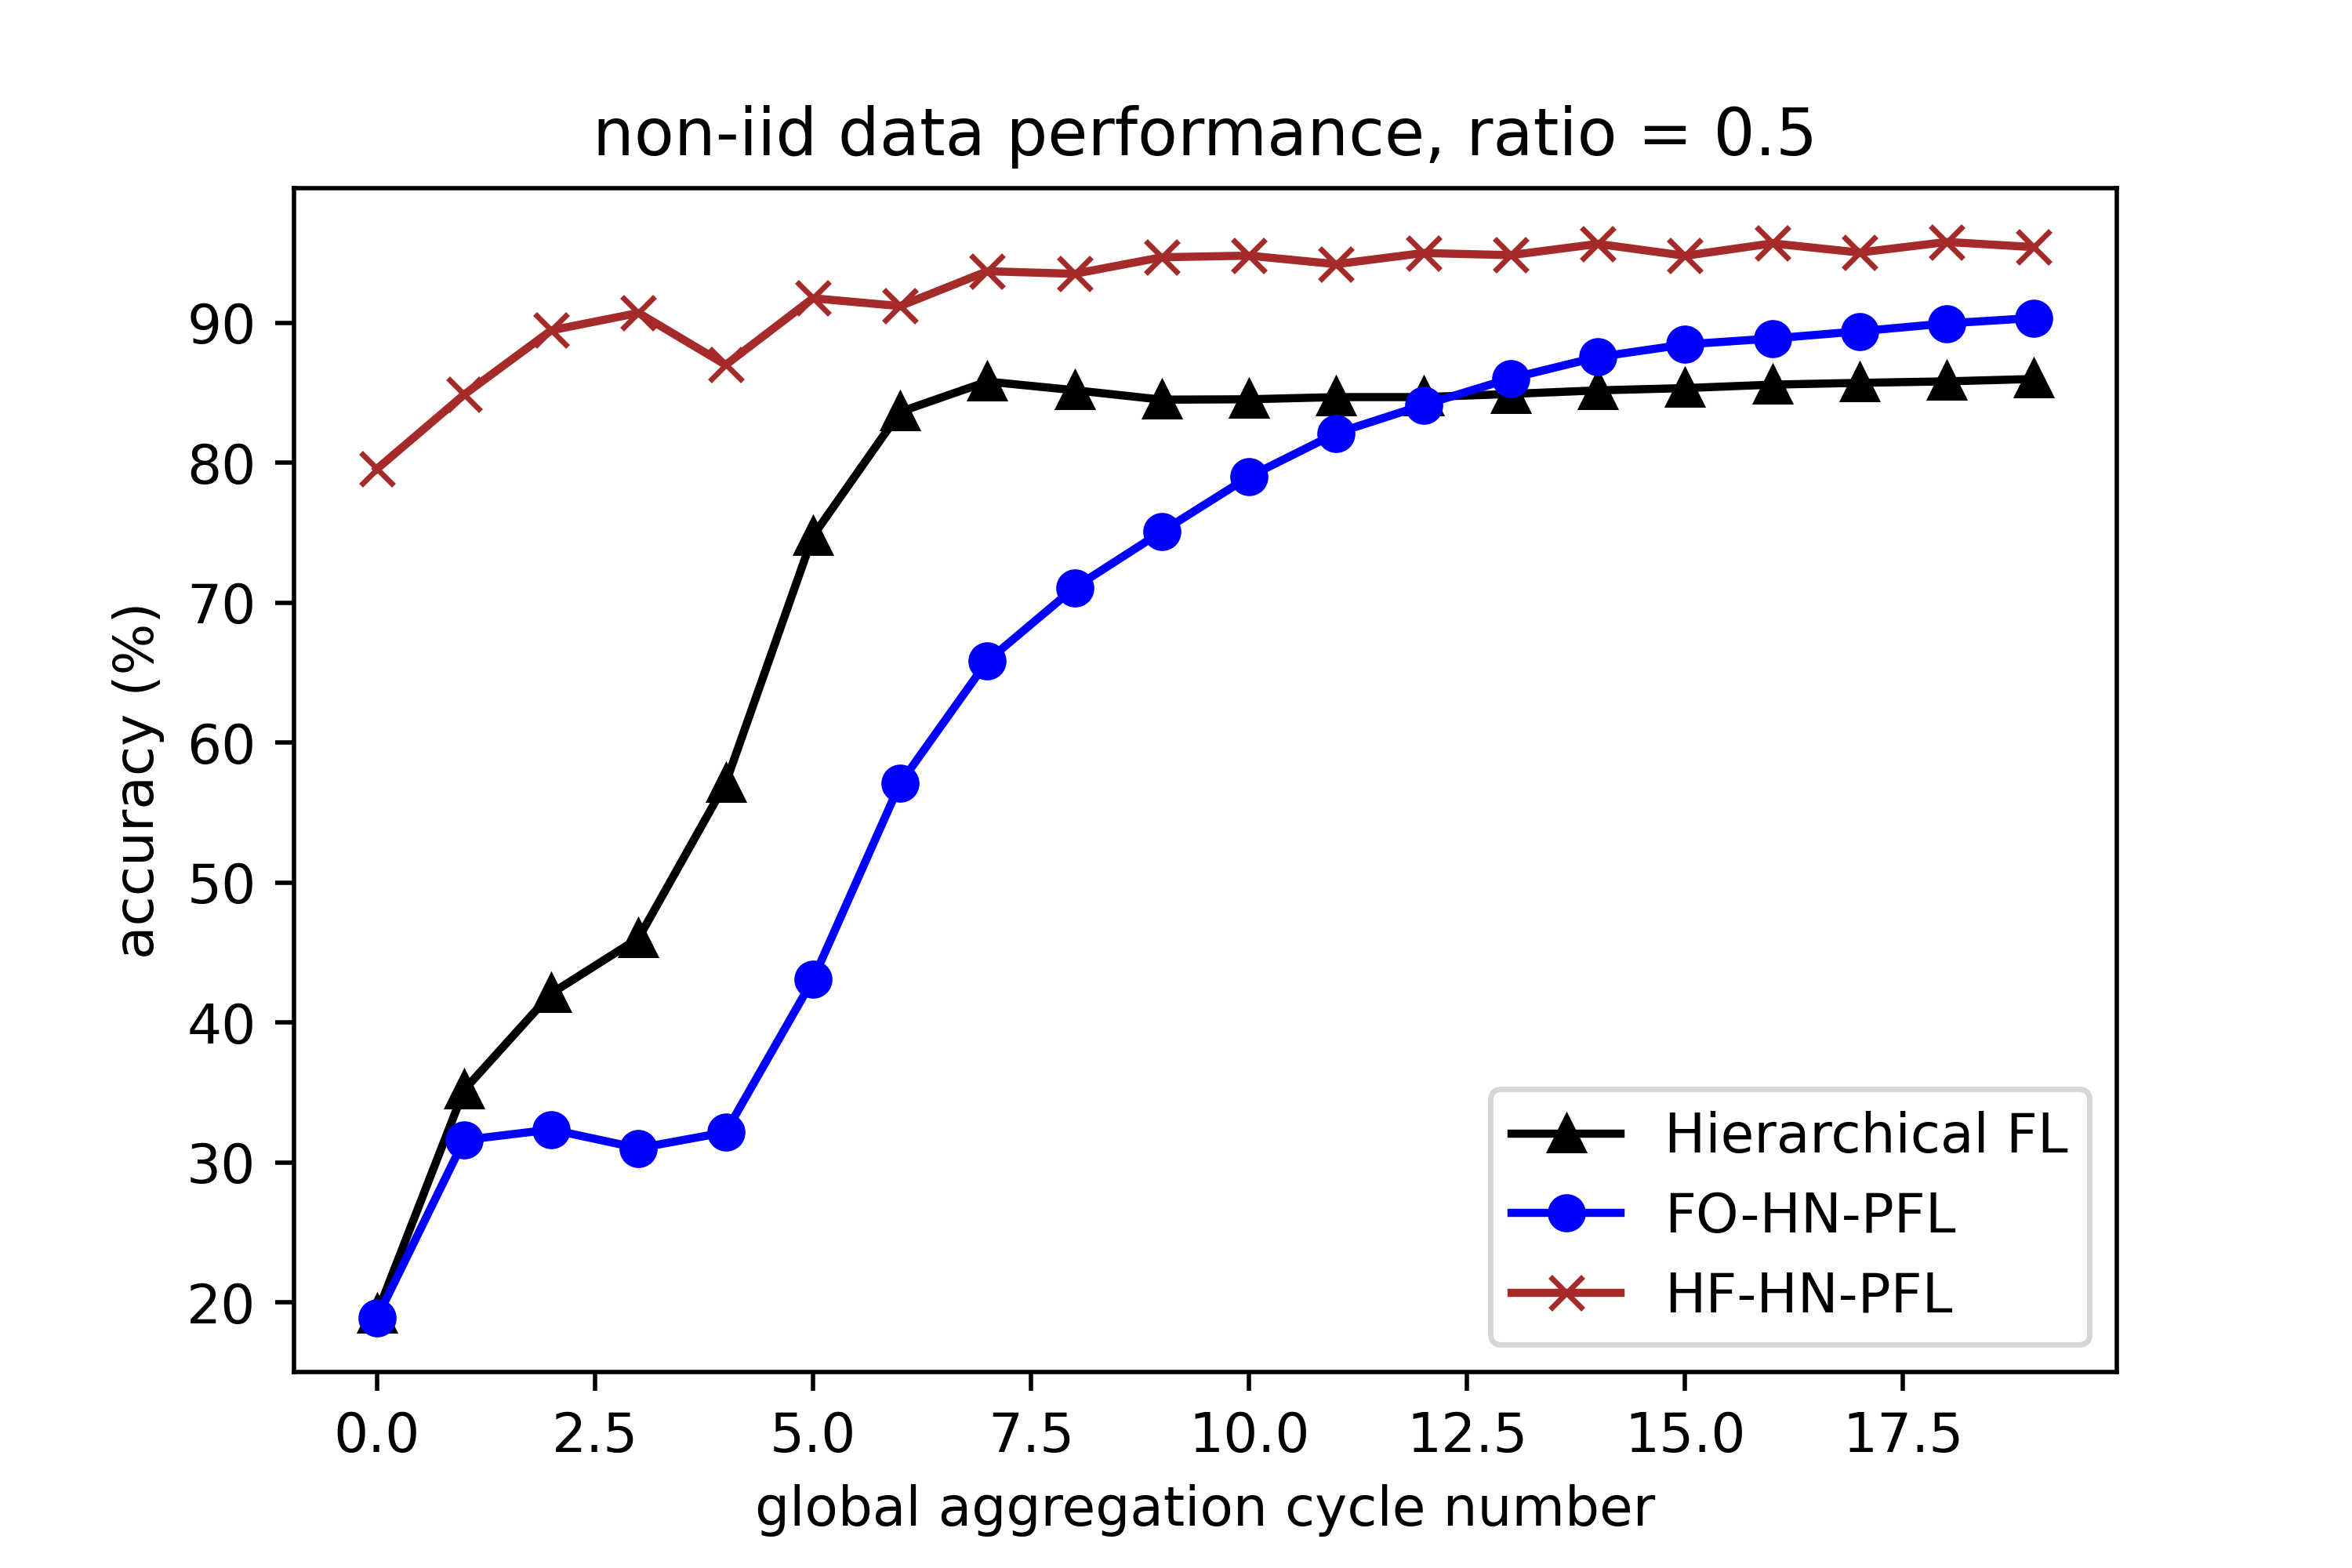 non-iid data performance, ratio = 0.5
accuracy (%)
90
80
70
60
50
40
30
20
Hierarchical FL
FO-HN-PFL
HF-HN-PFL
0.0 2.5 5.0 7.5 10.0 12.5 15.0 17.5
global aggregation cycle number